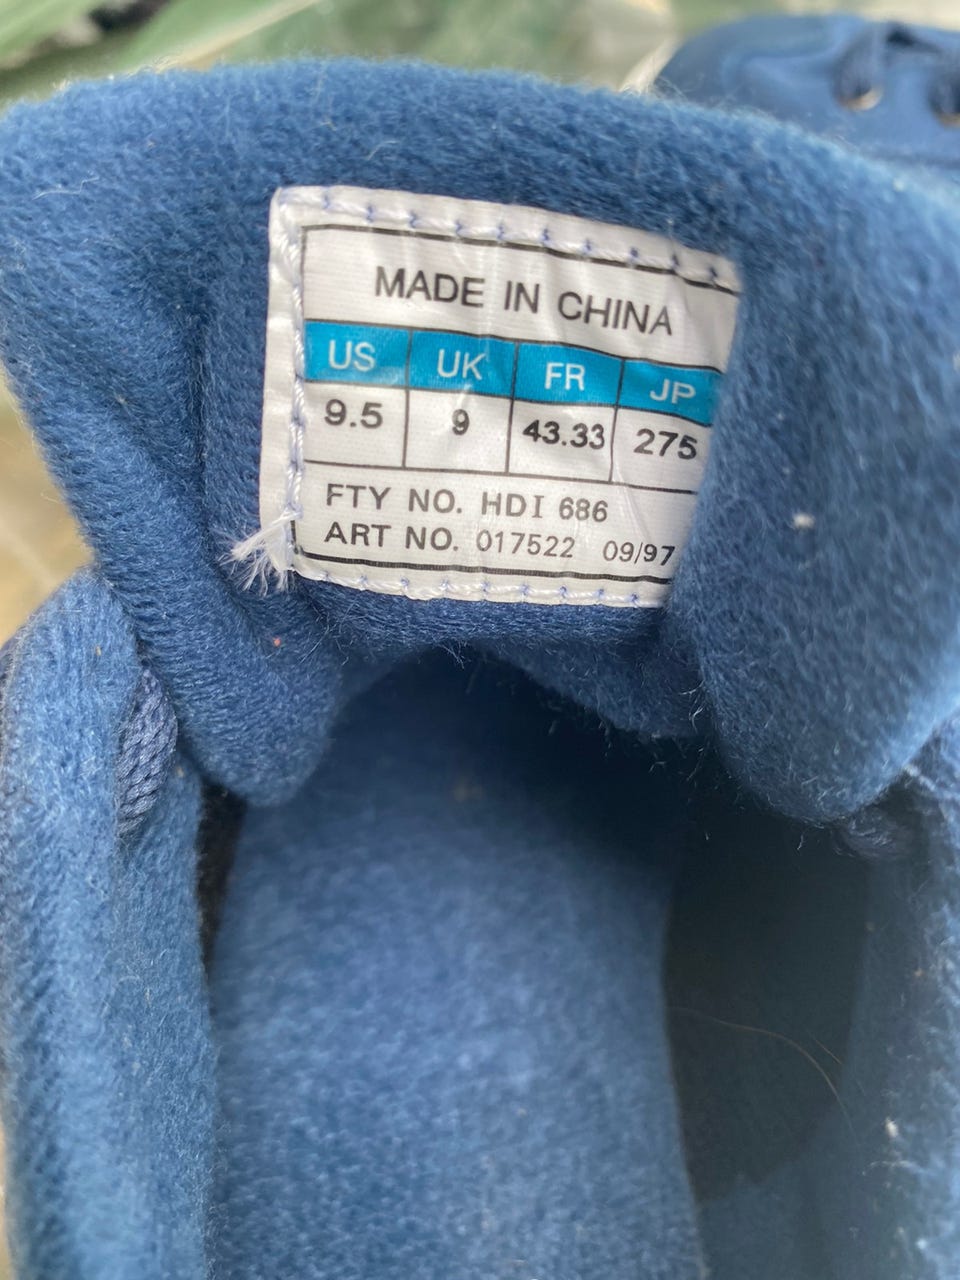 MADE IN CHINA
US UK FR JP
9.5 9 43.33 275
FTY NO. HDI 686
ART NO. 017522 09/97